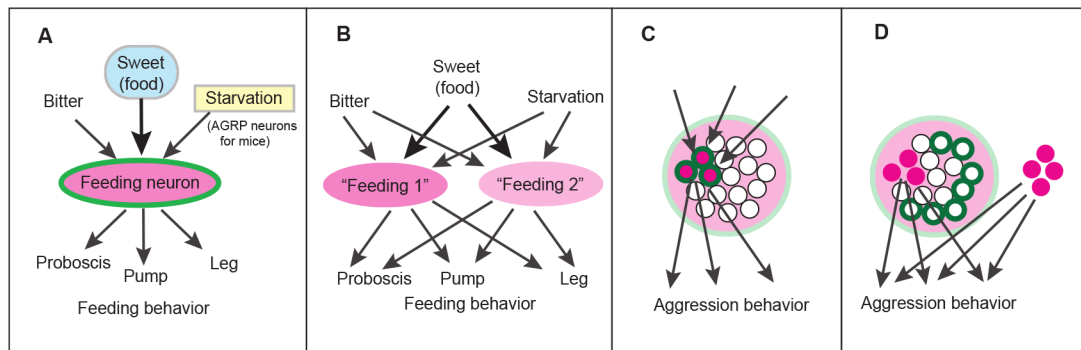 A
Sweet
(food)
Bitter
Starvation
(AGRP neurons
for mice)
Feeding neuron
Proboscis
Pump
Leg
Feeding behavior
B
Sweet
(food)
Bitter
Starvation
“Feeding 1”
“Feeding 2”
Proboscis
Pump
Leg
Feeding behavior
C
Aggression behavior
D
Aggression behavior